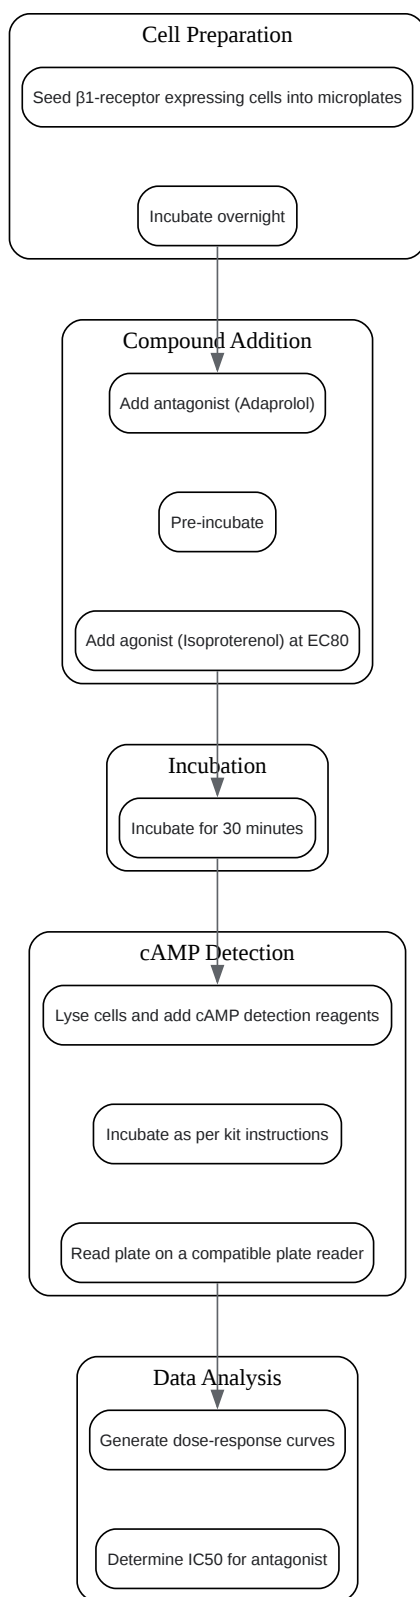 Cell Preparation
Seed β1-receptor expressing cells into microplates
Incubate overnight
Compound Addition
Add antagonist (Adaprolol)
Pre-incubate
Add agonist (Isoproterenol) at EC80
Incubation
Incubate for 30 minutes
cAMP Detection
Lyse cells and add cAMP detection reagents
Incubate as per kit instructions
Read plate on a compatible plate reader
Data Analysis
Generate dose-response curves
Determine IC50 for antagonist